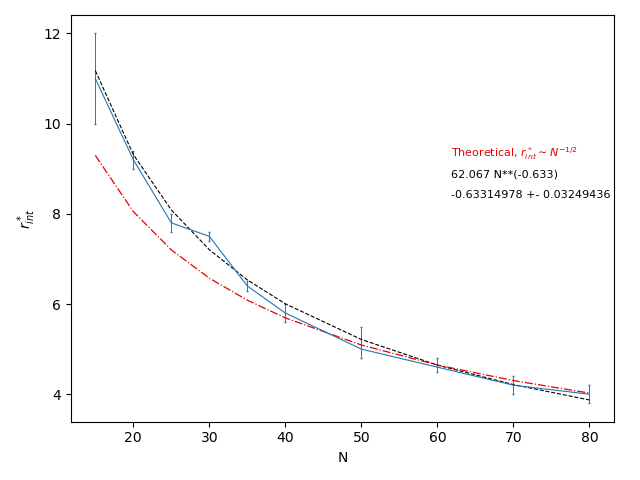 12
10
8
6
4
r*int
Theoretical, r*int ~ N−1/2
62.067 N**(-0.633)
-0.63314978 +- 0.03249436
20 30 40 50 60 70 80
N